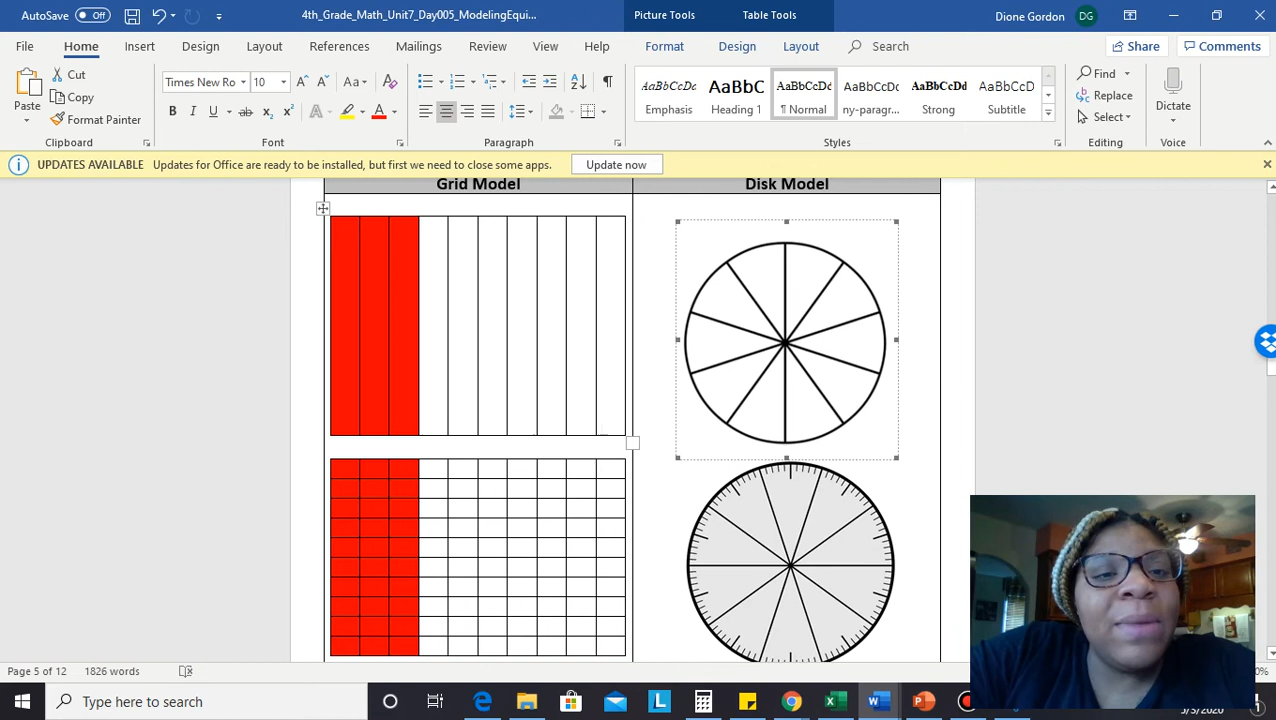 AutoSave Off
4th_Grade_Math_Unit7_Day005_ModelingEqui...
Picture Tools
Table Tools
Dione Gordon DG
File Home Insert Design Layout References Mailings Review View Help Format Design Layout Search Share Comments
Paste
Cut
Copy
Format Painter
Clipboard
Times New Ro 10
Font
Paragraph
AaBbCcDc Emphasis
AaBbC Heading 1
AaBbCcDd ¶ Normal
AaBbCcDc ny-paragr...
AaBbCcDd Strong
AaBbCcD Subtitle
Styles
Find
Replace
Select
Editing
Dictate
Voice
UPDATES AVAILABLE Updates for Office are ready to be installed, but first we need to close some apps. Update now
Grid Model
Disk Model
Page 5 of 12 1826 words
Type here to search